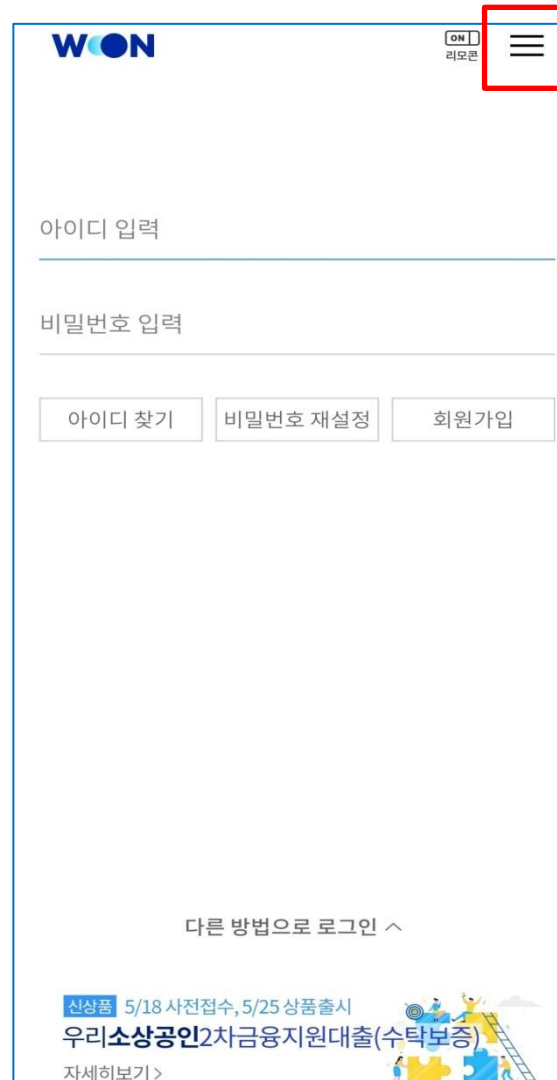 WON
ON
리모콘
아이디 입력
비밀번호 입력
아이디 찾기 비밀번호 재설정 회원가입
다른 방법으로 로그인
신상품 5/18 사전접수, 5/25 상품출시
우리소상공인2차금융지원대출(수탁보증)
자세히보기 >